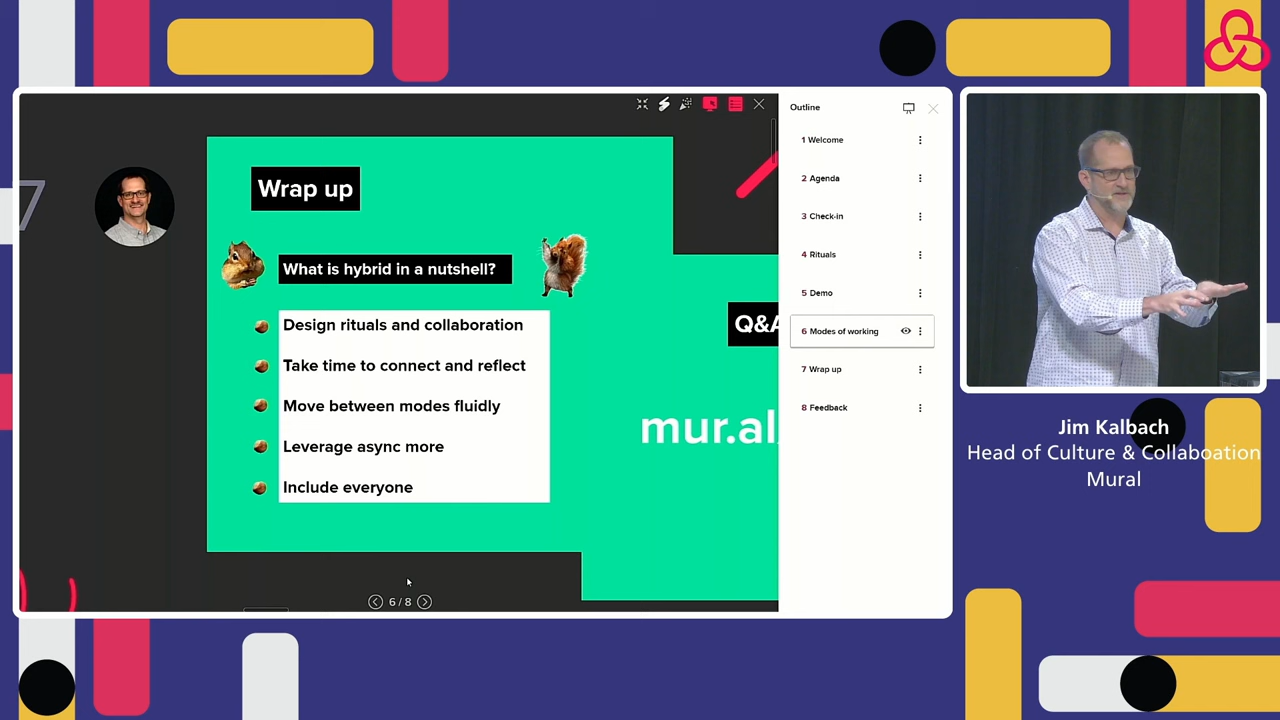 7
Wrap up
What is hybrid in a nutshell?
Design rituals and collaboration
Take time to connect and reflect
Move between modes fluidly
Leverage async more
Include everyone
Q&A
mur.al
6 / 8
Outline
1 Welcome
2 Agenda
3 Check-in
4 Rituals
5 Demo
6 Modes of working
7 Wrap up
8 Feedback
Jim Kalbach
Head of Culture & Collaboation
Mural